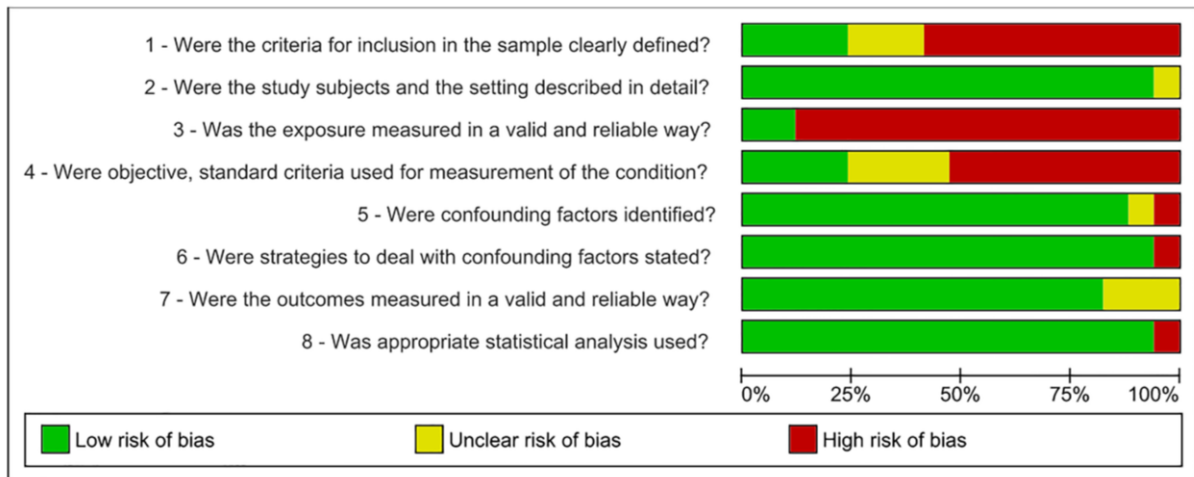 1 - Were the criteria for inclusion in the sample clearly defined?
2 - Were the study subjects and the setting described in detail?
3 - Was the exposure measured in a valid and reliable way?
4 - Were objective, standard criteria used for measurement of the condition?
5 - Were confounding factors identified?
6 - Were strategies to deal with confounding factors stated?
7 - Were the outcomes measured in a valid and reliable way?
8 - Was appropriate statistical analysis used?
0% 25% 50% 75% 100%
Low risk of bias Unclear risk of bias High risk of bias